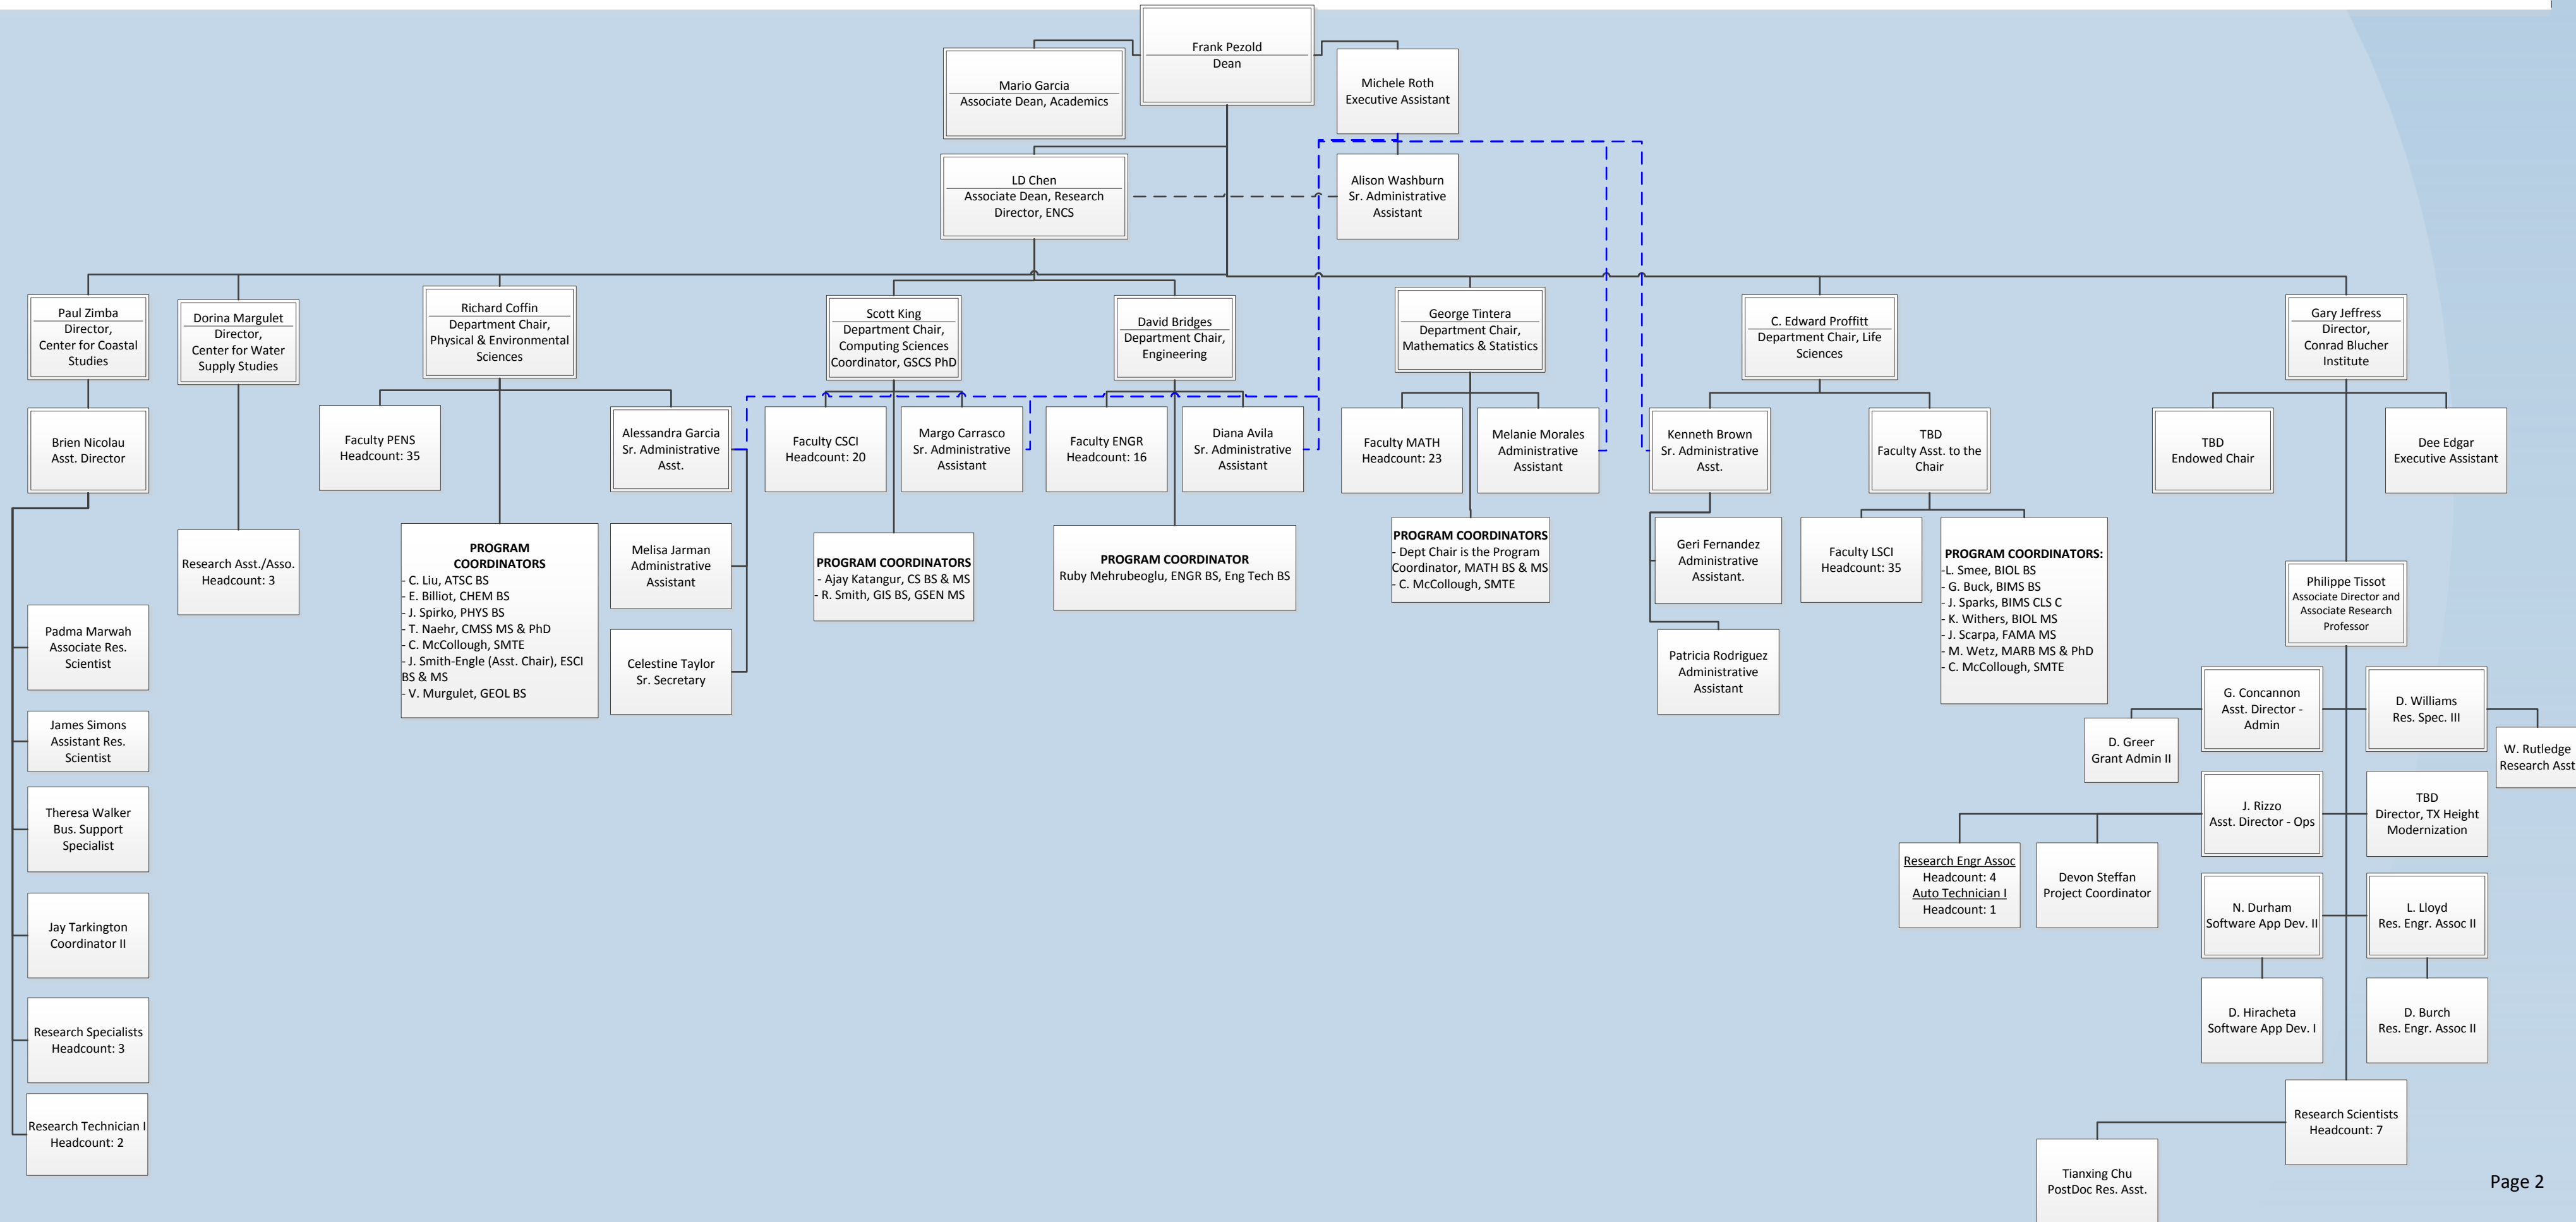 Frank Pezold
Dean
Mario Garcia
Associate Dean, Academics
Michele Roth
Executive Assistant
LD Chen
Associate Dean, Research
Director, ENCS
Alison Washburn
Sr. Administrative
Assistant
Paul Zimba
Director,
Center for Coastal
Studies
Dorina Margulet
Director,
Center for Water
Supply Studies
Richard Coffin
Department Chair,
Physical & Environmental
Sciences
Scott King
Department Chair,
Computing Sciences
Coordinator, GSCS PhD
David Bridges
Department Chair,
Engineering
George Tintera
Department Chair,
Mathematics & Statistics
C. Edward Proffitt
Department Chair, Life
Sciences
Gary Jeffress
Director,
Conrad Blucher
Institute
Brien Nicolau
Asst. Director
Faculty PENS
Headcount: 35
Alessandra Garcia
Sr. Administrative
Asst.
Faculty CSCI
Headcount: 20
Margo Carrasco
Sr. Administrative
Assistant
Faculty ENGR
Headcount: 16
Diana Avila
Sr. Administrative
Assistant
Faculty MATH
Headcount: 23
Melanie Morales
Administrative
Assistant
Kenneth Brown
Sr. Administrative
Asst.
TBD
Faculty Asst. to the
Chair
TBD
Endowed Chair
Dee Edgar
Executive Assistant
Research Asst./Asso.
Headcount: 3
PROGRAM
COORDINATORS
- C. Liu, ATSC BS
- E. Billiot, CHEM BS
- J. Spirko, PHYS BS
- T. Naehr, CMSS MS & PhD
- C. McCollough, SMTE
- J. Smith-Engle (Asst. Chair), ESCI
BS & MS
- V. Murgulet, GEOL BS
Melisa Jarman
Administrative
Assistant
Celestine Taylor
Sr. Secretary
PROGRAM COORDINATORS
- Ajay Katangur, CS BS & MS
- R. Smith, GIS BS, GSEN MS
PROGRAM COORDINATOR
Ruby Mehrubeoglu, ENGR BS, Eng Tech BS
PROGRAM COORDINATORS
- Dept Chair is the Program
Coordinator, MATH BS & MS
- C. McCollough, SMTE
Geri Fernandez
Administrative
Assistant.
Patricia Rodriguez
Administrative
Assistant
Faculty LSCI
Headcount: 35
PROGRAM COORDINATORS:
-L. Smee, BIOL BS
- G. Buck, BIMS BS
- J. Sparks, BIMS CLS C
- K. Withers, BIOL MS
- J. Scarpa, FAMA MS
- M. Wetz, MARB MS & PhD
- C. McCollough, SMTE
Philippe Tissot
Associate Director and
Associate Research
Professor
Padma Marwah
Associate Res.
Scientist
James Simons
Assistant Res.
Scientist
Theresa Walker
Bus. Support
Specialist
Jay Tarkington
Coordinator II
Research Specialists
Headcount: 3
Research Technician I
Headcount: 2
G. Concannon
Asst. Director -
Admin
D. Williams
Res. Spec. III
D. Greer
Grant Admin II
W. Rutledge
Research Asst
J. Rizzo
Asst. Director - Ops
TBD
Director, TX Height
Modernization
Research Engr Assoc
Headcount: 4
Auto Technician I
Headcount: 1
Devon Steffan
Project Coordinator
N. Durham
Software App Dev. II
L. Lloyd
Res. Engr. Assoc II
D. Hiracheta
Software App Dev. I
D. Burch
Res. Engr. Assoc II
Research Scientists
Headcount: 7
Tianxing Chu
PostDoc Res. Asst.
Page 2